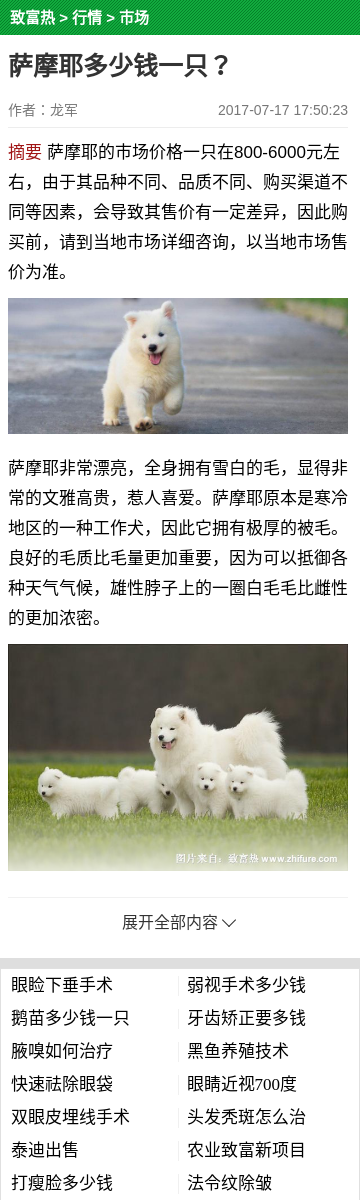 致富热 > 行情 > 市场
萨摩耶多少钱一只？
作者：龙军 2017-07-17 17:50:23
摘要 萨摩耶的市场价格一只在800-6000元左
右，由于其品种不同、品质不同、购买渠道不
同等因素，会导致其售价有一定差异，因此购
买前，请到当地市场详细咨询，以当地市场售
价为准。
萨摩耶非常漂亮，全身拥有雪白的毛，显得非
常的文雅高贵，惹人喜爱。萨摩耶原本是寒冷
地区的一种工作犬，因此它拥有极厚的被毛。
良好的毛质比毛量更加重要，因为可以抵御各
种天气气候，雄性脖子上的一圈白毛毛比雌性
的更加浓密。
图片来自：致富热 www.zhifure.com
展开全部内容
眼睑下垂手术 弱视手术多少钱
鹅苗多少钱一只 牙齿矫正要多钱
腋嗅如何治疗 黑鱼养殖技术
快速祛除眼袋 眼睛近视700度
双眼皮埋线手术 头发秃斑怎么治
泰迪出售 农业致富新项目
打瘦脸多少钱 法令纹除皱